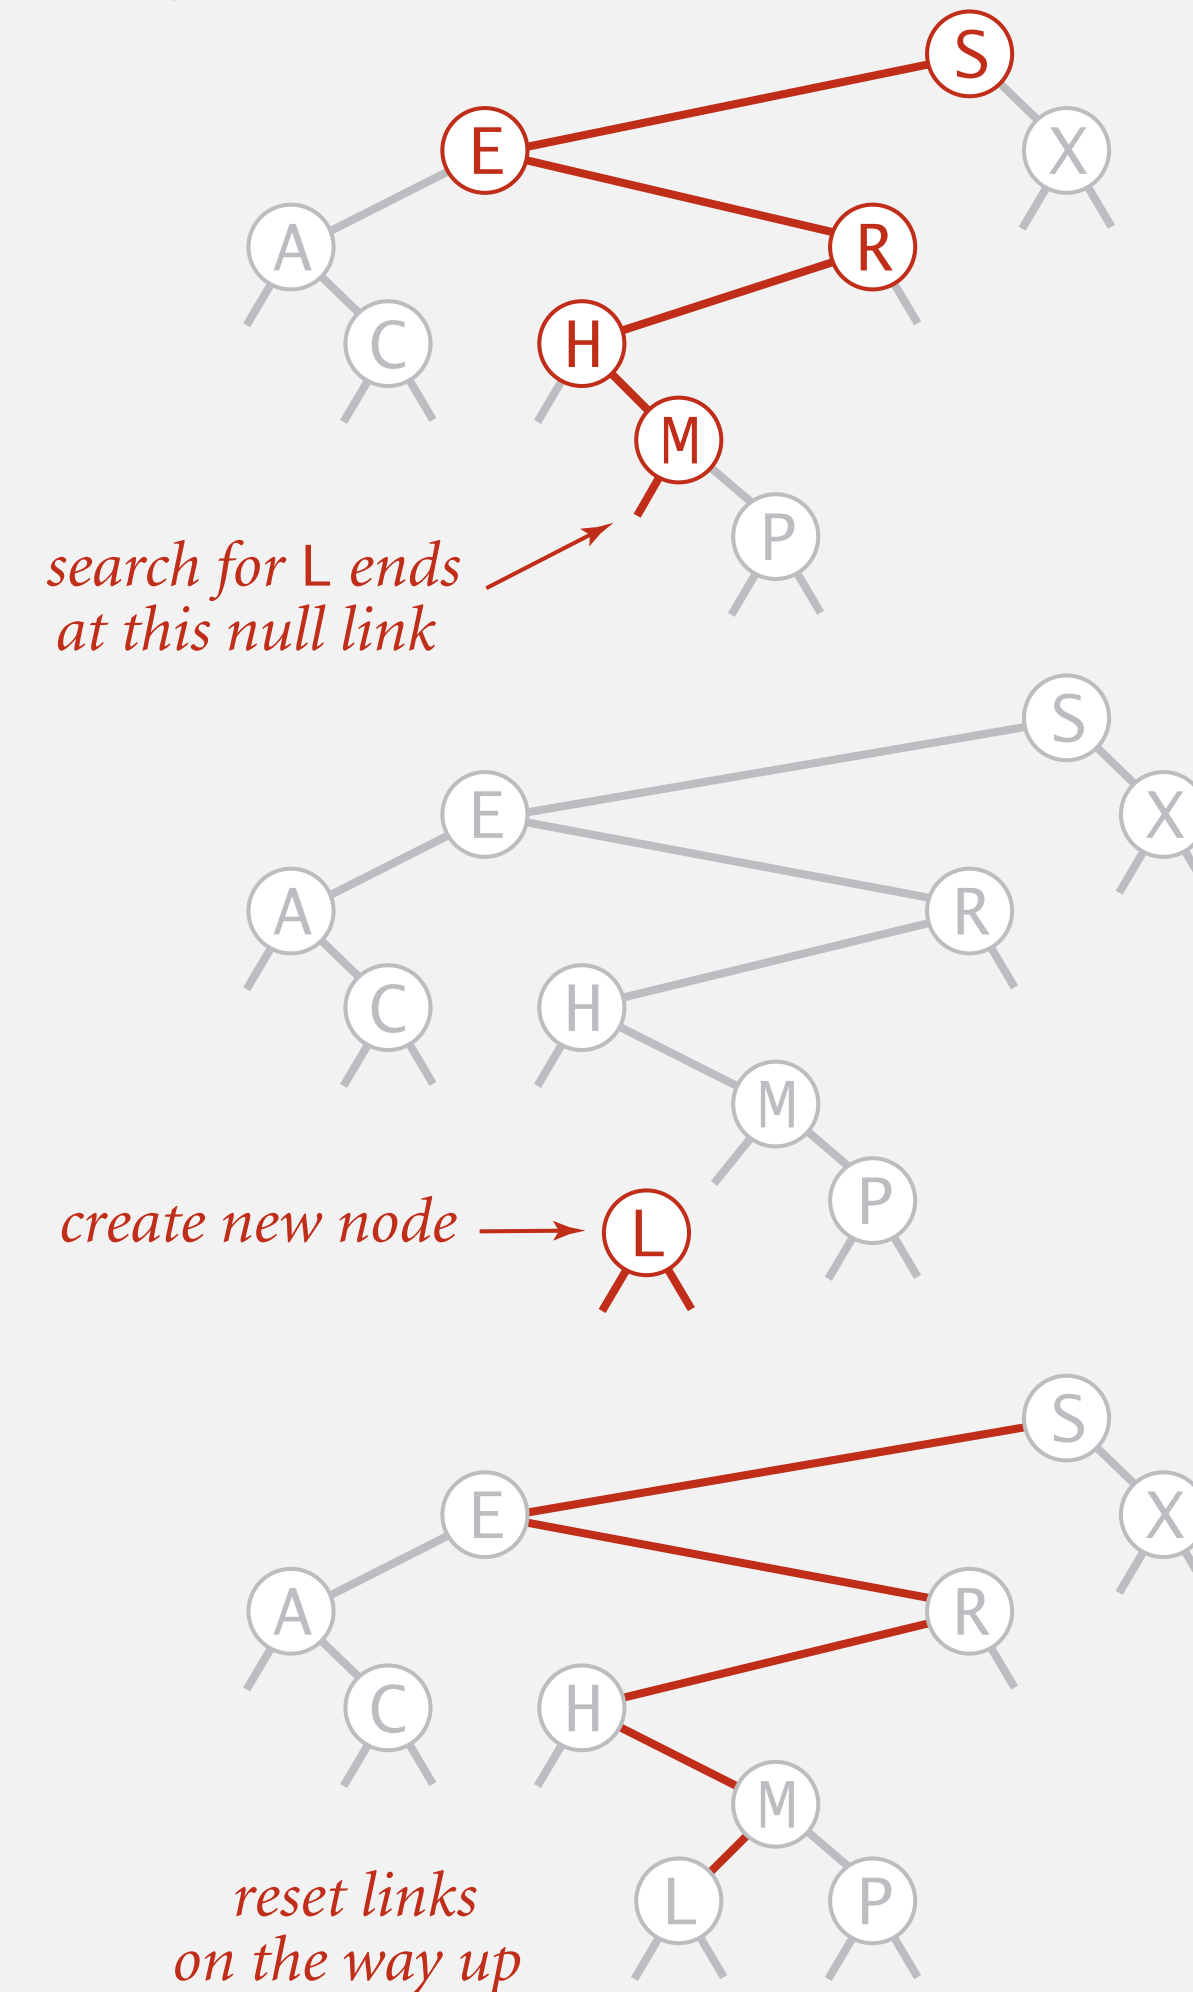 S
E
X
A
R
C
H
M
P
search for L ends
at this null link
S
E
X
A
R
C
H
M
P
create new node
L
S
E
X
A
R
C
H
M
L
P
reset links
on the way up